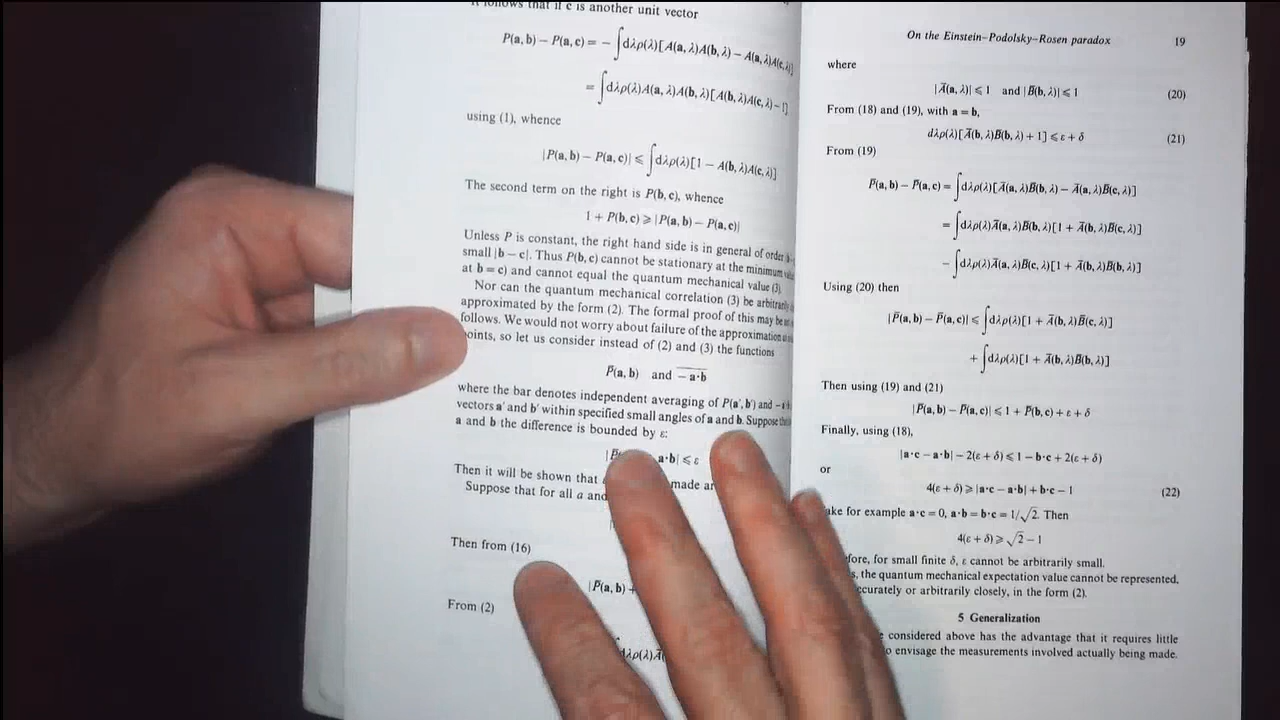 It follows that if c is another unit vector
P(a, b) − P(a, c) = − ∫dλρ(λ)[A(a, λ)A(b, λ) − A(a, λ)A(c, λ)]
= ∫dλρ(λ)A(a, λ)A(b, λ)[A(b, λ)A(c, λ) − 1]
using (1), whence
|P(a, b) − P(a, c)| ⩽ ∫dλρ(λ)[1 − A(b, λ)A(c, λ)]
The second term on the right is P(b, c), whence
1 + P(b, c) ⩾ |P(a, b) − P(a, c)|
Unless P is constant, the right hand side is in general of order
small |b − c|. Thus P(b, c) cannot be stationary at the minimum
at b = c) and cannot equal the quantum mechanical value (3).
Nor can the quantum mechanical correlation (3) be arbitrarily
approximated by the form (2). The formal proof of this may be
follows. We would not worry about failure of the approximation
points, so let us consider instead of (2) and (3) the functions
P̄(a, b) and \overline{− a·b}
where the bar denotes independent averaging of P(a′, b′) and
vectors a′ and b′ within specified small angles of a and b. Suppose
a and b the difference is bounded by ε:
a·b| ⩽ ε
Then it will be shown that made
Suppose that for all a and
Then from (16)
|P̄(a, b) +
From (2)
dλρ(λ)Ā
On the Einstein–Podolsky–Rosen paradox 19
where
|Ā(a, λ)| ⩽ 1 and |B̄(b, λ)| ⩽ 1 (20)
From (18) and (19), with a = b,
dλρ(λ)[Ā(b, λ)B̄(b, λ) + 1] ⩽ ε + δ (21)
From (19)
P̄(a, b) − P̄(a, c) = ∫dλρ(λ)[Ā(a, λ)B̄(b, λ) − Ā(a, λ)B̄(c, λ)]
= ∫dλρ(λ)Ā(a, λ)B̄(b, λ)[1 + Ā(b, λ)B̄(c, λ)]
− ∫dλρ(λ)Ā(a, λ)B̄(c, λ)[1 + Ā(b, λ)B̄(b, λ)]
Using (20) then
|P̄(a, b) − P̄(a, c)| ⩽ ∫dλρ(λ)[1 + Ā(b, λ)B̄(c, λ)]
+ ∫dλρ(λ)[1 + Ā(b, λ)B̄(b, λ)]
Then using (19) and (21)
|P̄(a, b) − P̄(a, c)| ⩽ 1 + P̄(b, c) + ε + δ
Finally, using (18),
|a·c − a·b| − 2(ε + δ) ⩽ 1 − b·c + 2(ε + δ)
or
4(ε + δ) ⩾ |a·c − a·b| + b·c − 1 (22)
ake for example a·c = 0, a·b = b·c = 1/√2. Then
4(ε + δ) ⩾ √2 − 1
fore, for small finite δ, ε cannot be arbitrarily small.
s, the quantum mechanical expectation value cannot be represented,
ccurately or arbitrarily closely, in the form (2).
5 Generalization
considered above has the advantage that it requires little
o envisage the measurements involved actually being made.